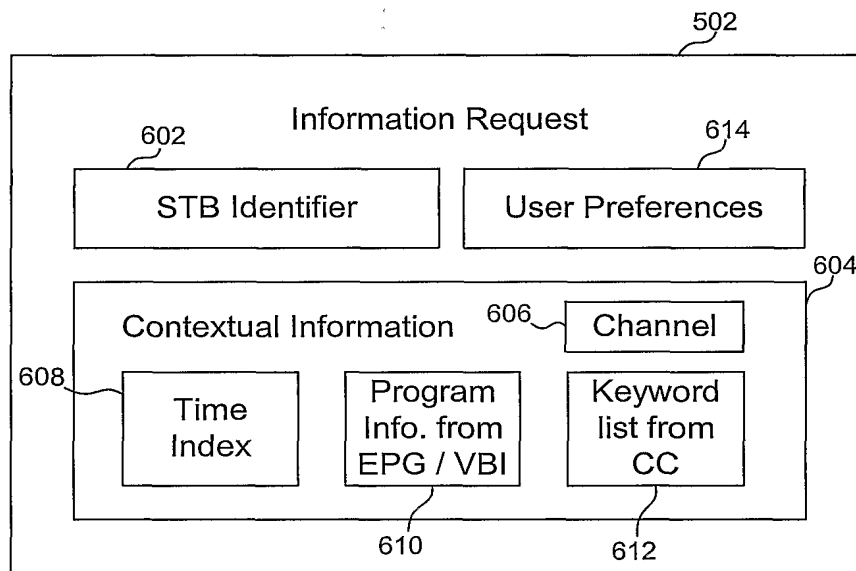 502
Information Request
602
614
STB Identifier
User Preferences
604
Contextual Information
606
Channel
608
Time
Index
Program
Info. from
EPG / VBI
Keyword
list from
CC
610
612